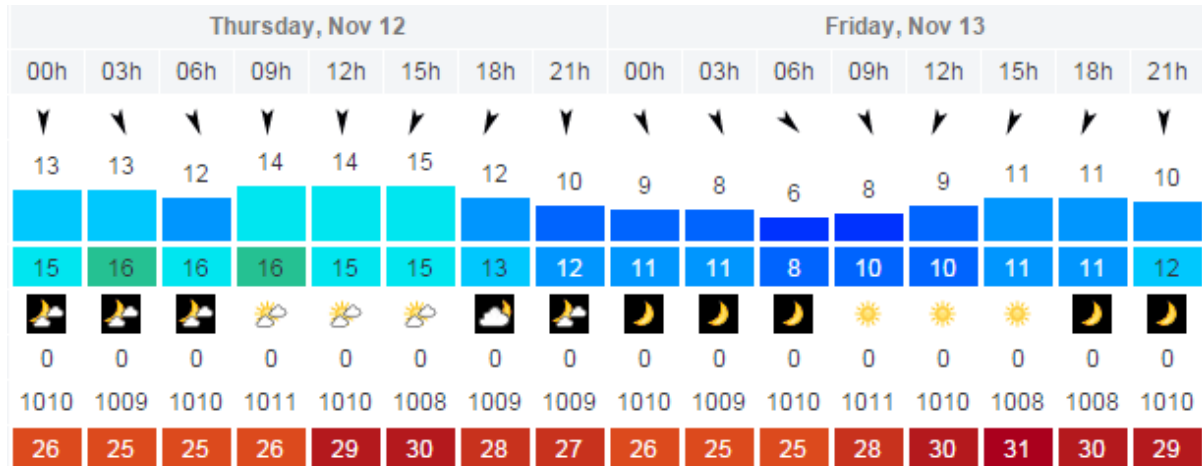 Thursday, Nov 12 Friday, Nov 13
00h 03h 06h 09h 12h 15h 18h 21h 00h 03h 06h 09h 12h 15h 18h 21h
13 13 12 14 14 15 12 10 9 8 6 8 9 11 11 10
15 16 16 16 15 15 13 12 11 11 8 10 10 11 11 12
0 0 0 0 0 0 0 0 0 0 0 0 0 0 0 0
1010 1009 1010 1011 1010 1008 1009 1009 1010 1009 1010 1011 1010 1008 1008 1010
26 25 25 26 29 30 28 27 26 25 25 28 30 31 30 29